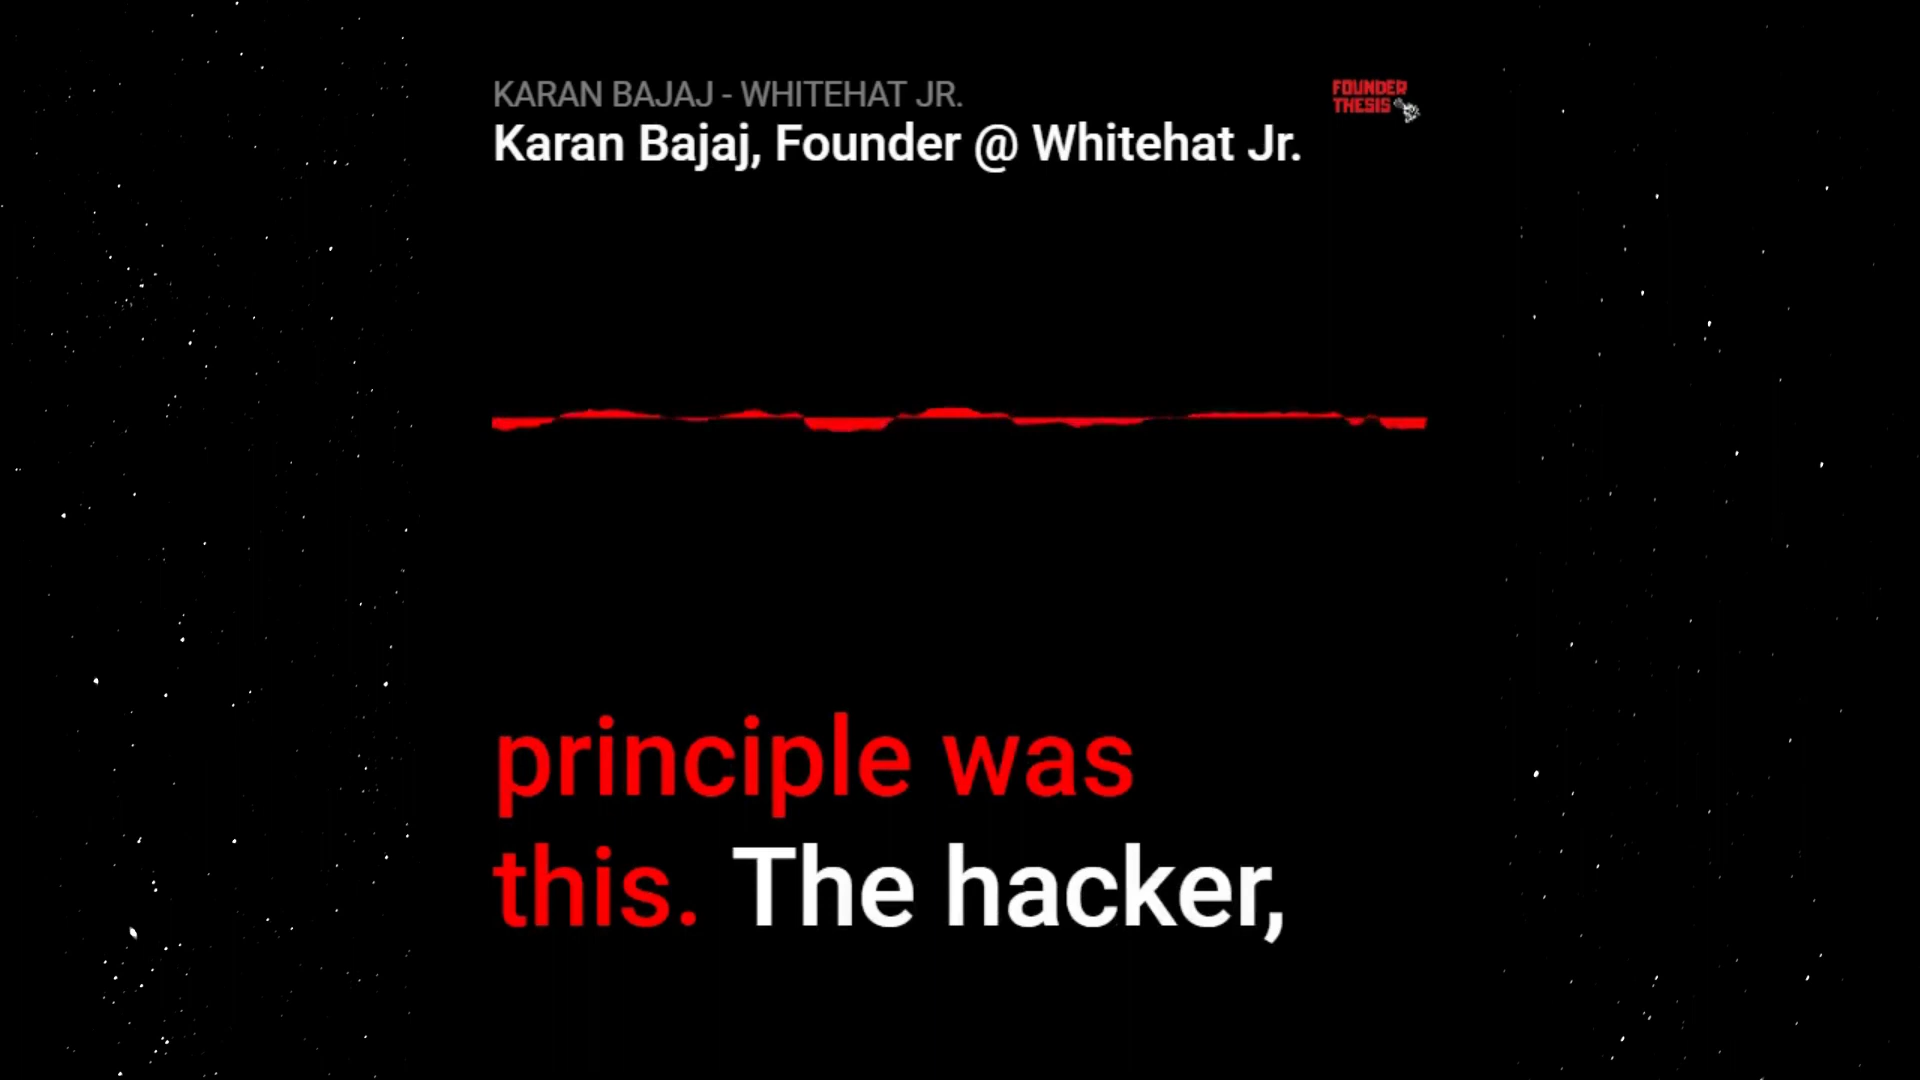 KARAN BAJAJ - WHITEHAT JR.
Karan Bajaj, Founder @ Whitehat Jr.
FOUNDER
THESIS
principle was
this. The hacker,